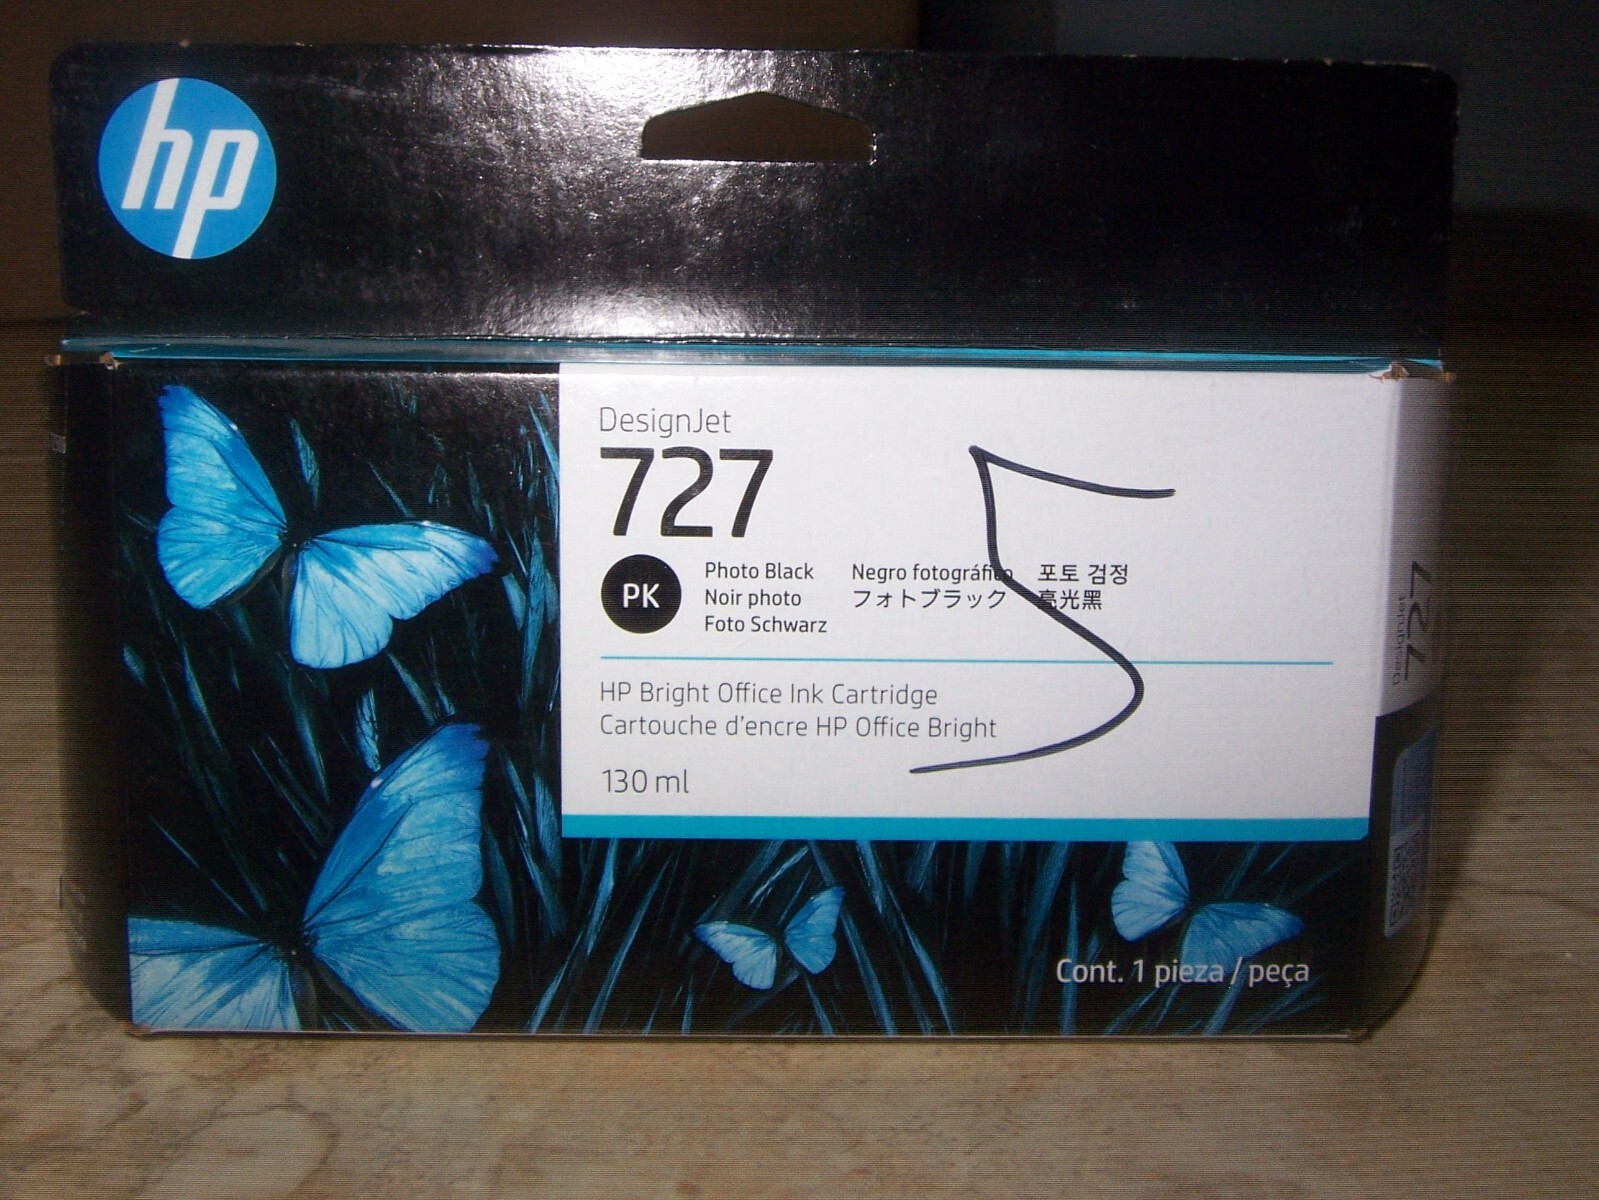 hp
DesignJet
727
5
PK
Photo Black
Noir photo
Foto Schwarz
Negro fotográfico
フォトブラック
포토 검정
亮光黑
HP Bright Office Ink Cartridge
Cartouche d'encre HP Office Bright
130 ml
Cont. 1 pieza / peça
DesignJet
727